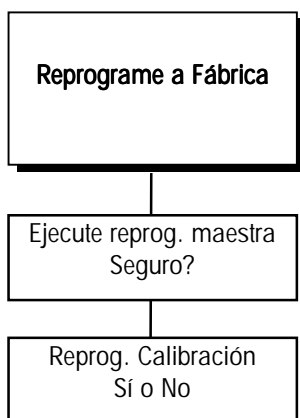 Reprograme a Fábrica
Ejecute reprog. maestra
Seguro?
Reprog. Calibración
Sí o No